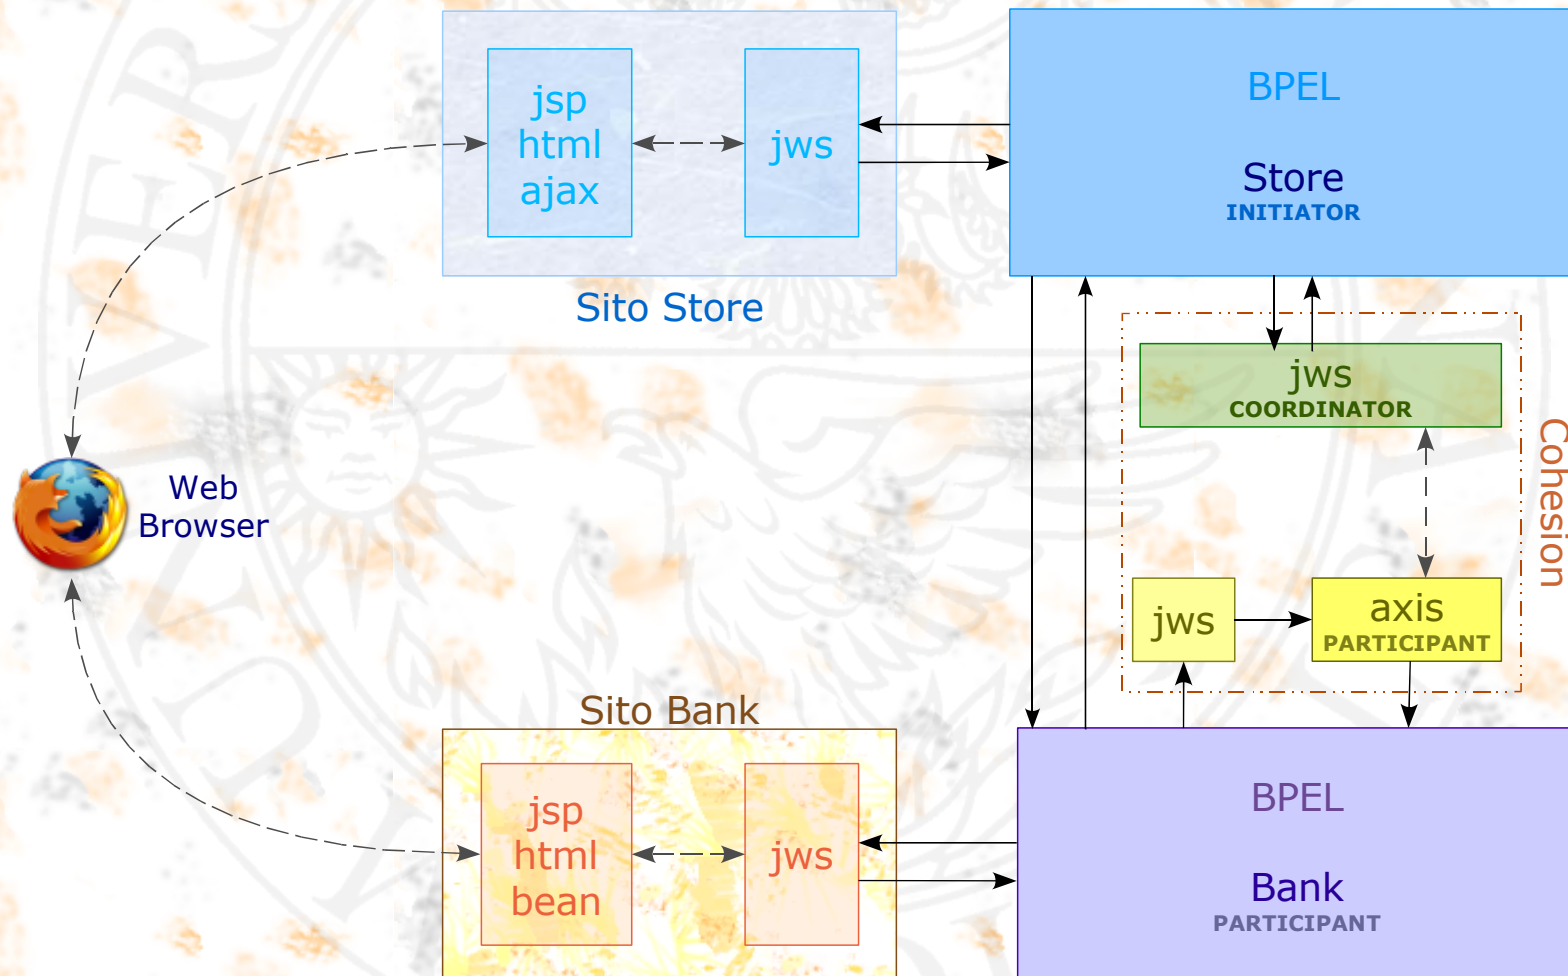 jsp
html
ajax
jws
Sito Store
BPEL
Store
INITIATOR
jws
COORDINATOR
Cohesion
Web
Browser
jws
axis
PARTICIPANT
Sito Bank
jsp
html
bean
jws
BPEL
Bank
PARTICIPANT